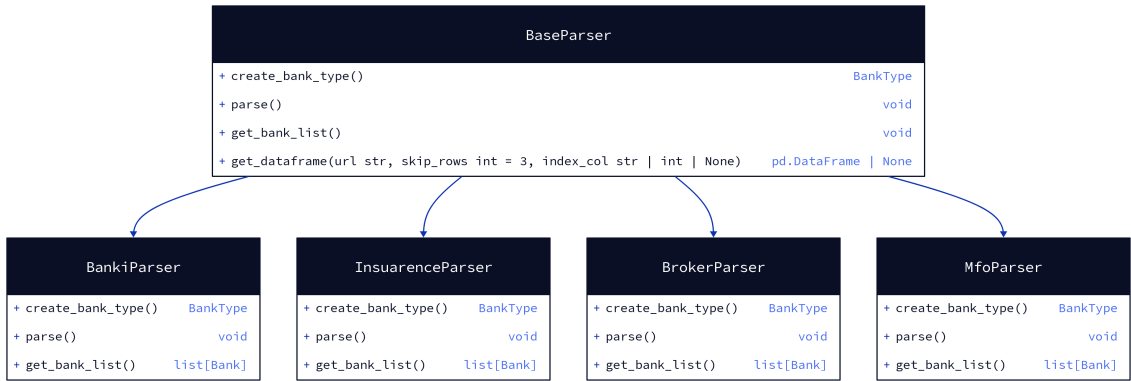 BaseParser
+ create_bank_type() BankType
+ parse() void
+ get_bank_list() void
+ get_dataframe(url str, skip_rows int = 3, index_col str | int | None) pd.DataFrame | None
BankiParser
+ create_bank_type() BankType
+ parse() void
+ get_bank_list() list[Bank]
InsuarenceParser
+ create_bank_type() BankType
+ parse() void
+ get_bank_list() list[Bank]
BrokerParser
+ create_bank_type() BankType
+ parse() void
+ get_bank_list() list[Bank]
MfoParser
+ create_bank_type() BankType
+ parse() void
+ get_bank_list() list[Bank]